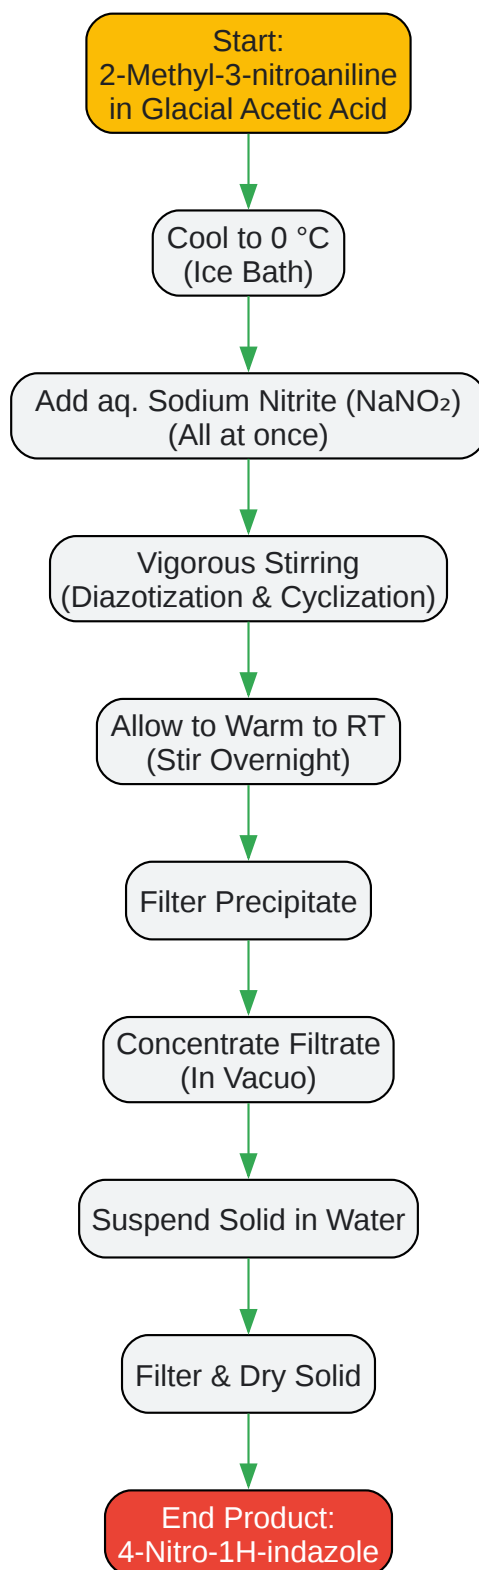 Start:
2-Methyl-3-nitroaniline
in Glacial Acetic Acid
Cool to 0 °C
(Ice Bath)
Add aq. Sodium Nitrite (NaNO₂)
(All at once)
Vigorous Stirring
(Diazotization & Cyclization)
Allow to Warm to RT
(Stir Overnight)
Filter Precipitate
Concentrate Filtrate
(In Vacuo)
Suspend Solid in Water
Filter & Dry Solid
End Product:
4-Nitro-1H-indazole